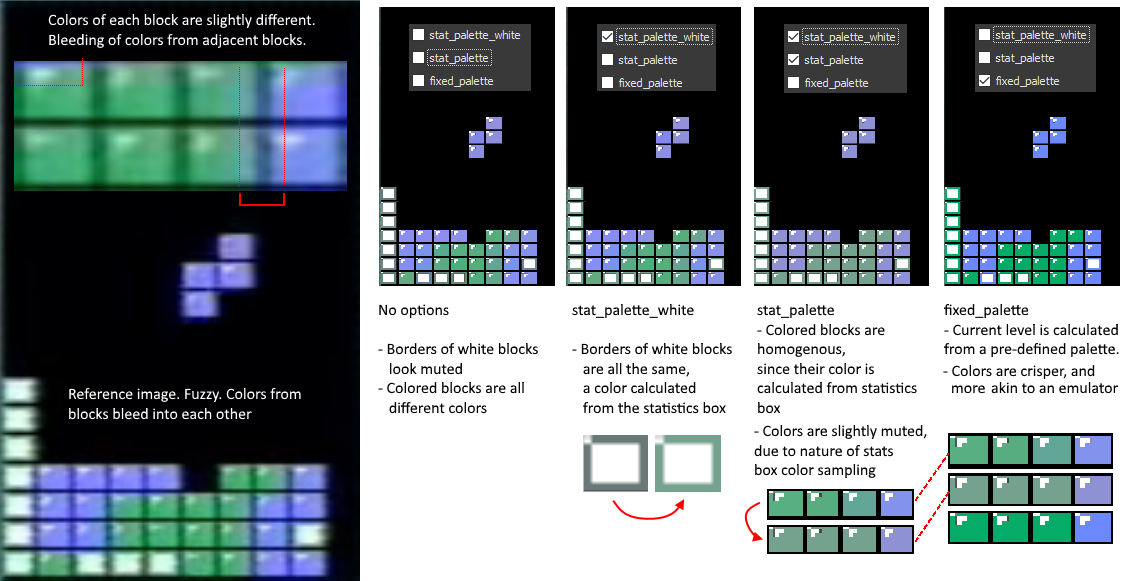 Colors of each block are slightly different.
Bleeding of colors from adjacent blocks.
Reference image. Fuzzy. Colors from
blocks bleed into each other
stat_palette_white
stat_palette
fixed_palette
No options
- Borders of white blocks
look muted
- Colored blocks are all
different colors
stat_palette_white
stat_palette
fixed_palette
stat_palette_white
- Borders of white blocks
are all the same,
a color calculated
from the statistics box
stat_palette_white
stat_palette
fixed_palette
stat_palette
- Colored blocks are
homogenous,
since their color is
calculated from statistics
box
- Colors are slightly muted,
due to nature of stats
box color sampling
stat_palette_white
stat_palette
fixed_palette
fixed_palette
- Current level is calculated
from a pre-defined palette.
- Colors are crisper, and
more akin to an emulator